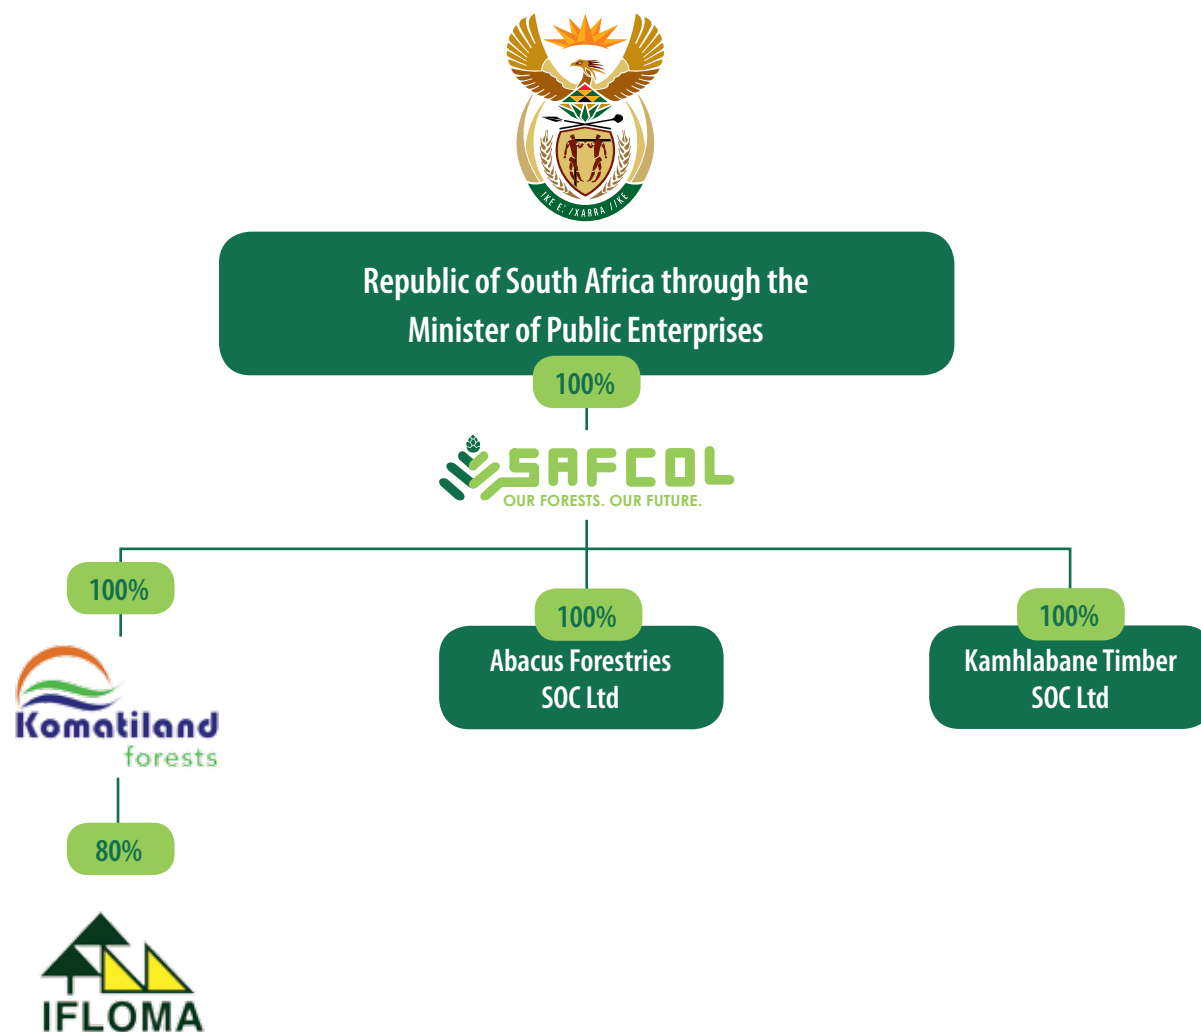 !KE E: /XARRA //KE
Republic of South Africa through the
Minister of Public Enterprises
100%
SAFCOL
OUR FORESTS. OUR FUTURE.
100%
100%
100%
Komatiland
forests
Abacus Forestries
SOC Ltd
Kamhlabane Timber
SOC Ltd
80%
IFLOMA